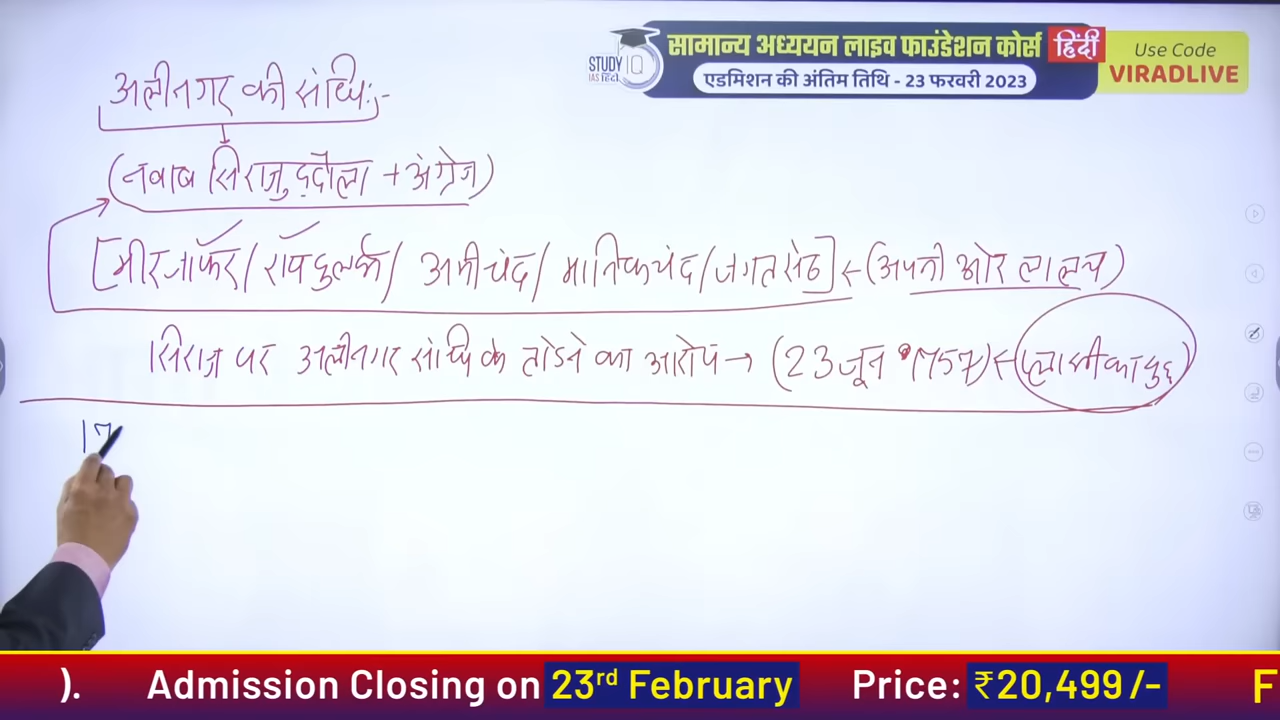 STUDY IQ
IAS हिंदी
सामान्य अध्ययन लाइव फाउंडेशन कोर्स हिंदी
एडमिशन की अंतिम तिथि - 23 फरवरी 2023
Use Code
VIRADLIVE
अलीनगर की संधि:-
(नवाब सिराजुद्दौला + अंग्रेज)
[मीरजाफर/रायदुर्लभ/ अमीचंद/ मानिकचंद/जगतसेठ] ← (अपनी ओर लालच)
सिराज पर अलीनगर संधि के तोडने का आरोप → (23 जून 1757) ← (प्लासी का युद्ध)
17
). Admission Closing on 23rd February Price: ₹20,499/- F